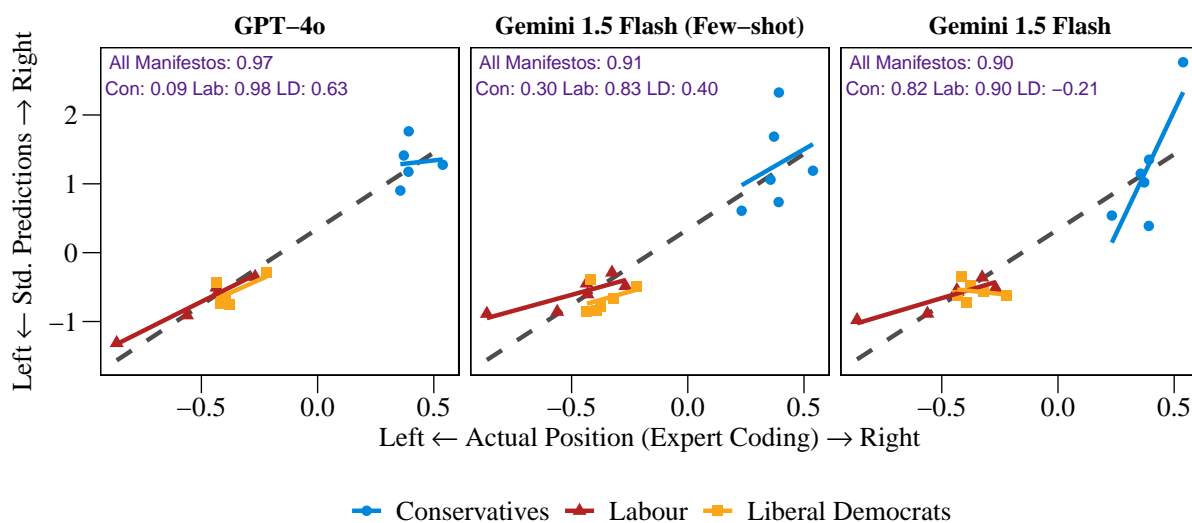 GPT−4o
Gemini 1.5 Flash (Few−shot)
Gemini 1.5 Flash
All Manifestos: 0.97
Con: 0.09 Lab: 0.98 LD: 0.63
All Manifestos: 0.91
Con: 0.30 Lab: 0.83 LD: 0.40
All Manifestos: 0.90
Con: 0.82 Lab: 0.90 LD: −0.21
Left ← Std. Predictions → Right
2
1
0
−1
−0.5 0.0 0.5
−0.5 0.0 0.5
−0.5 0.0 0.5
Left ← Actual Position (Expert Coding) → Right
Conservatives Labour Liberal Democrats